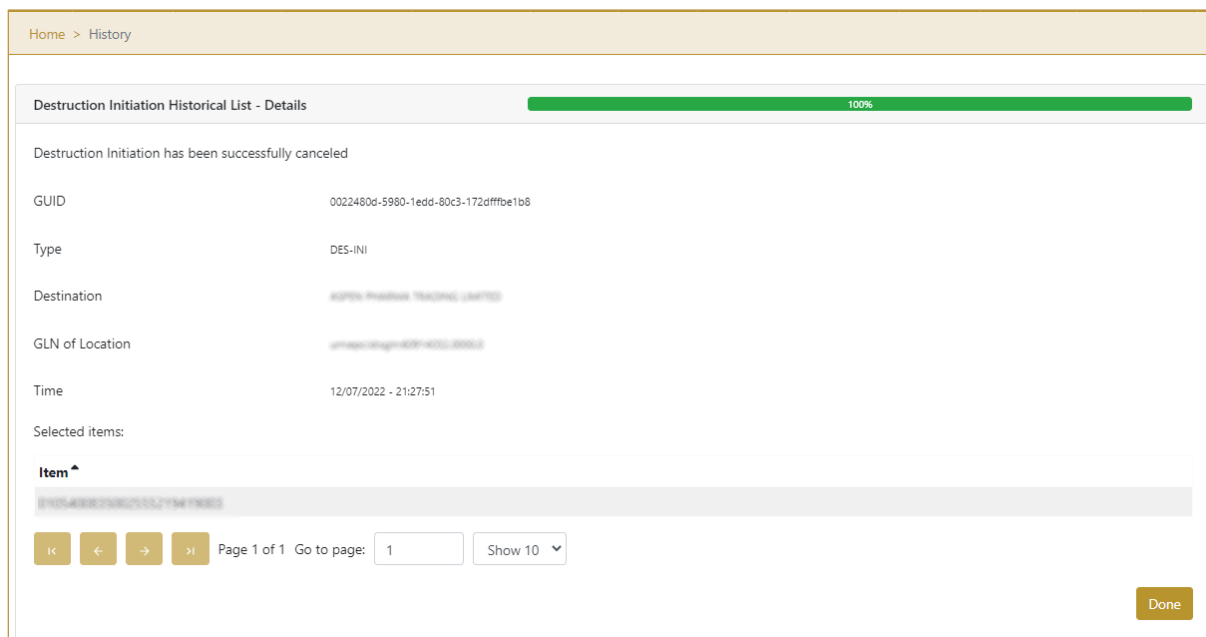 Home > History
Destruction Initiation Historical List - Details
100%
Destruction Initiation has been successfully canceled
GUID 0022480d-5980-1edd-80c3-172dfffbe1b8
Type DES-INI
Destination
GLN of Location
Time 12/07/2022 - 21:27:51
Selected items:
Item
Page 1 of 1 Go to page: 1 Show 10
Done